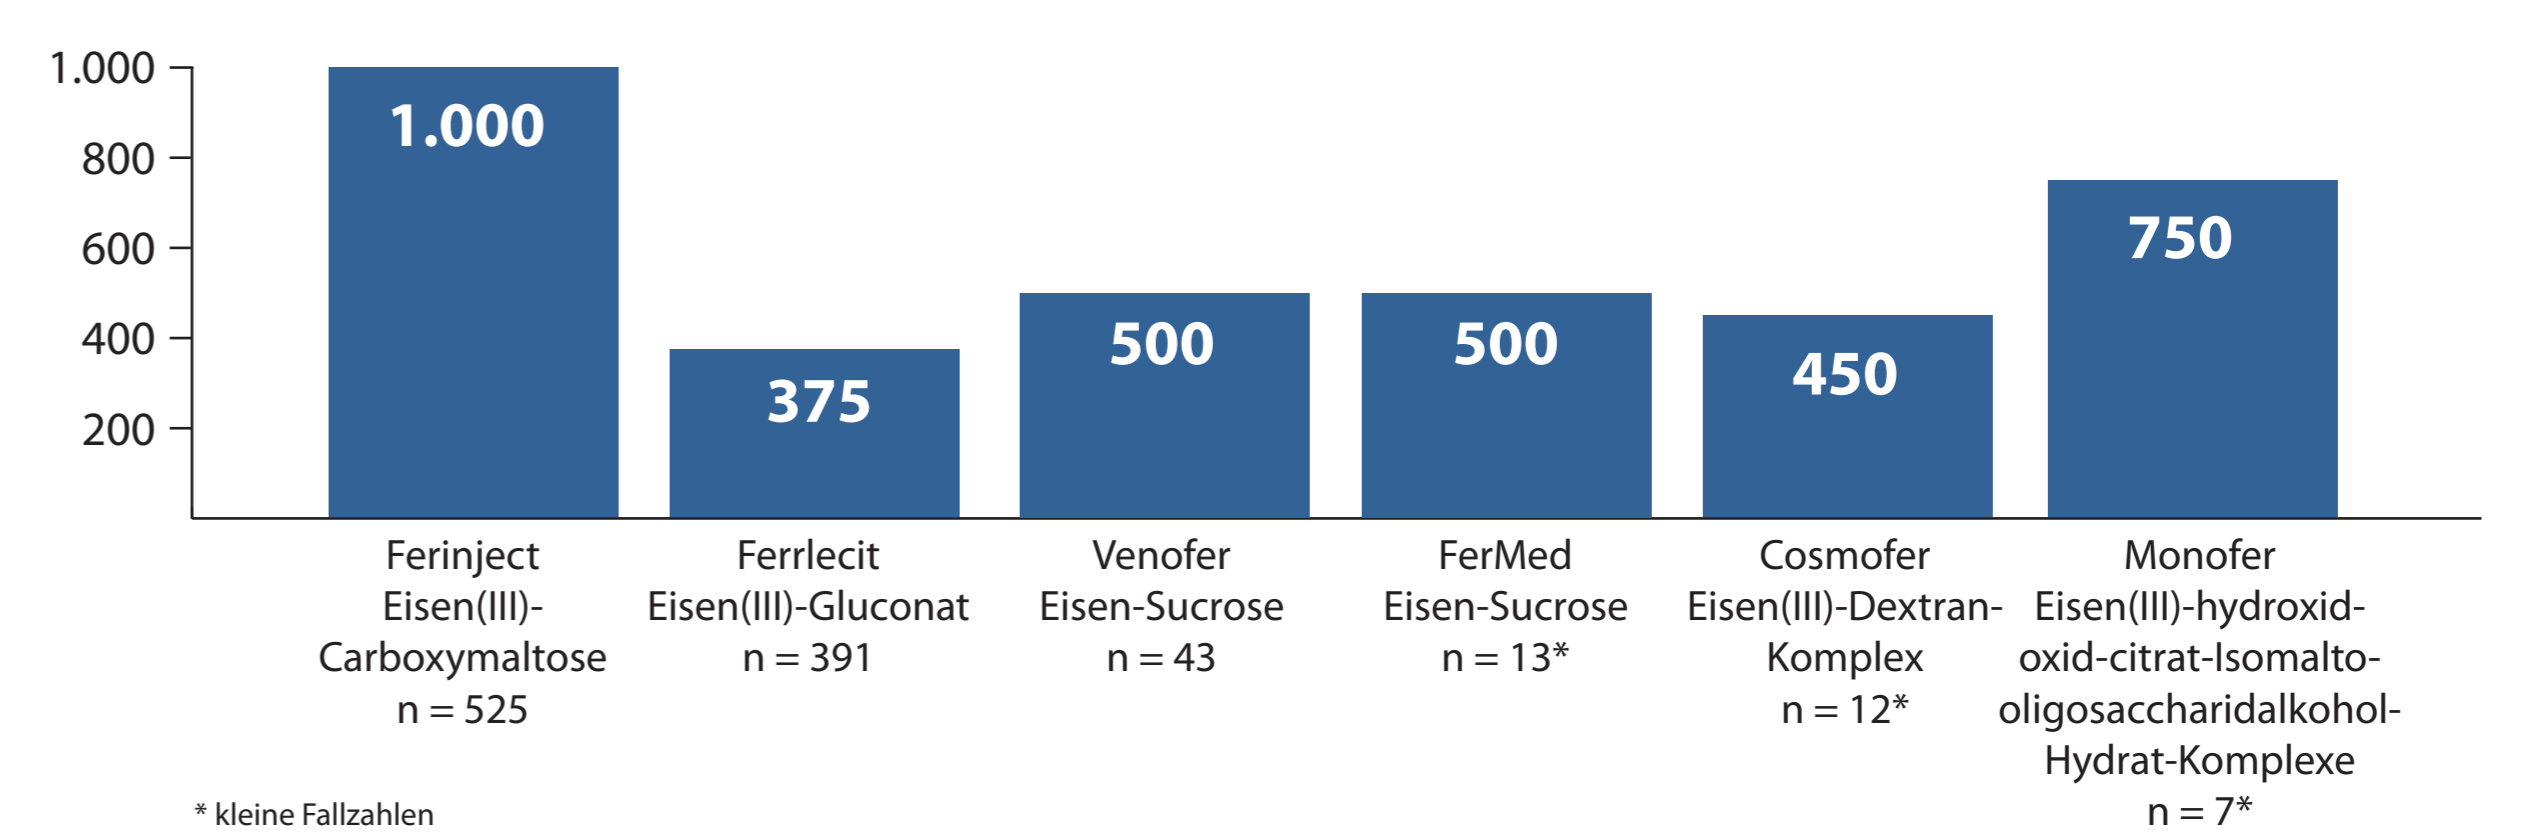 1.000
800
600
400
200
1.000
375
500
500
450
750
Ferinject
Eisen(III)-
Carboxymaltose
n = 525
Ferrlecit
Eisen(III)-Gluconat
n = 391
Venofer
Eisen-Sucrose
n = 43
FerMed
Eisen-Sucrose
n = 13*
Cosmofer
Eisen(III)-Dextran-
Komplex
n = 12*
Monofer
Eisen(III)-hydroxid-
oxid-citrat-Isomalto-
oligosaccharidalkohol-
Hydrat-Komplexe
n = 7*
* kleine Fallzahlen